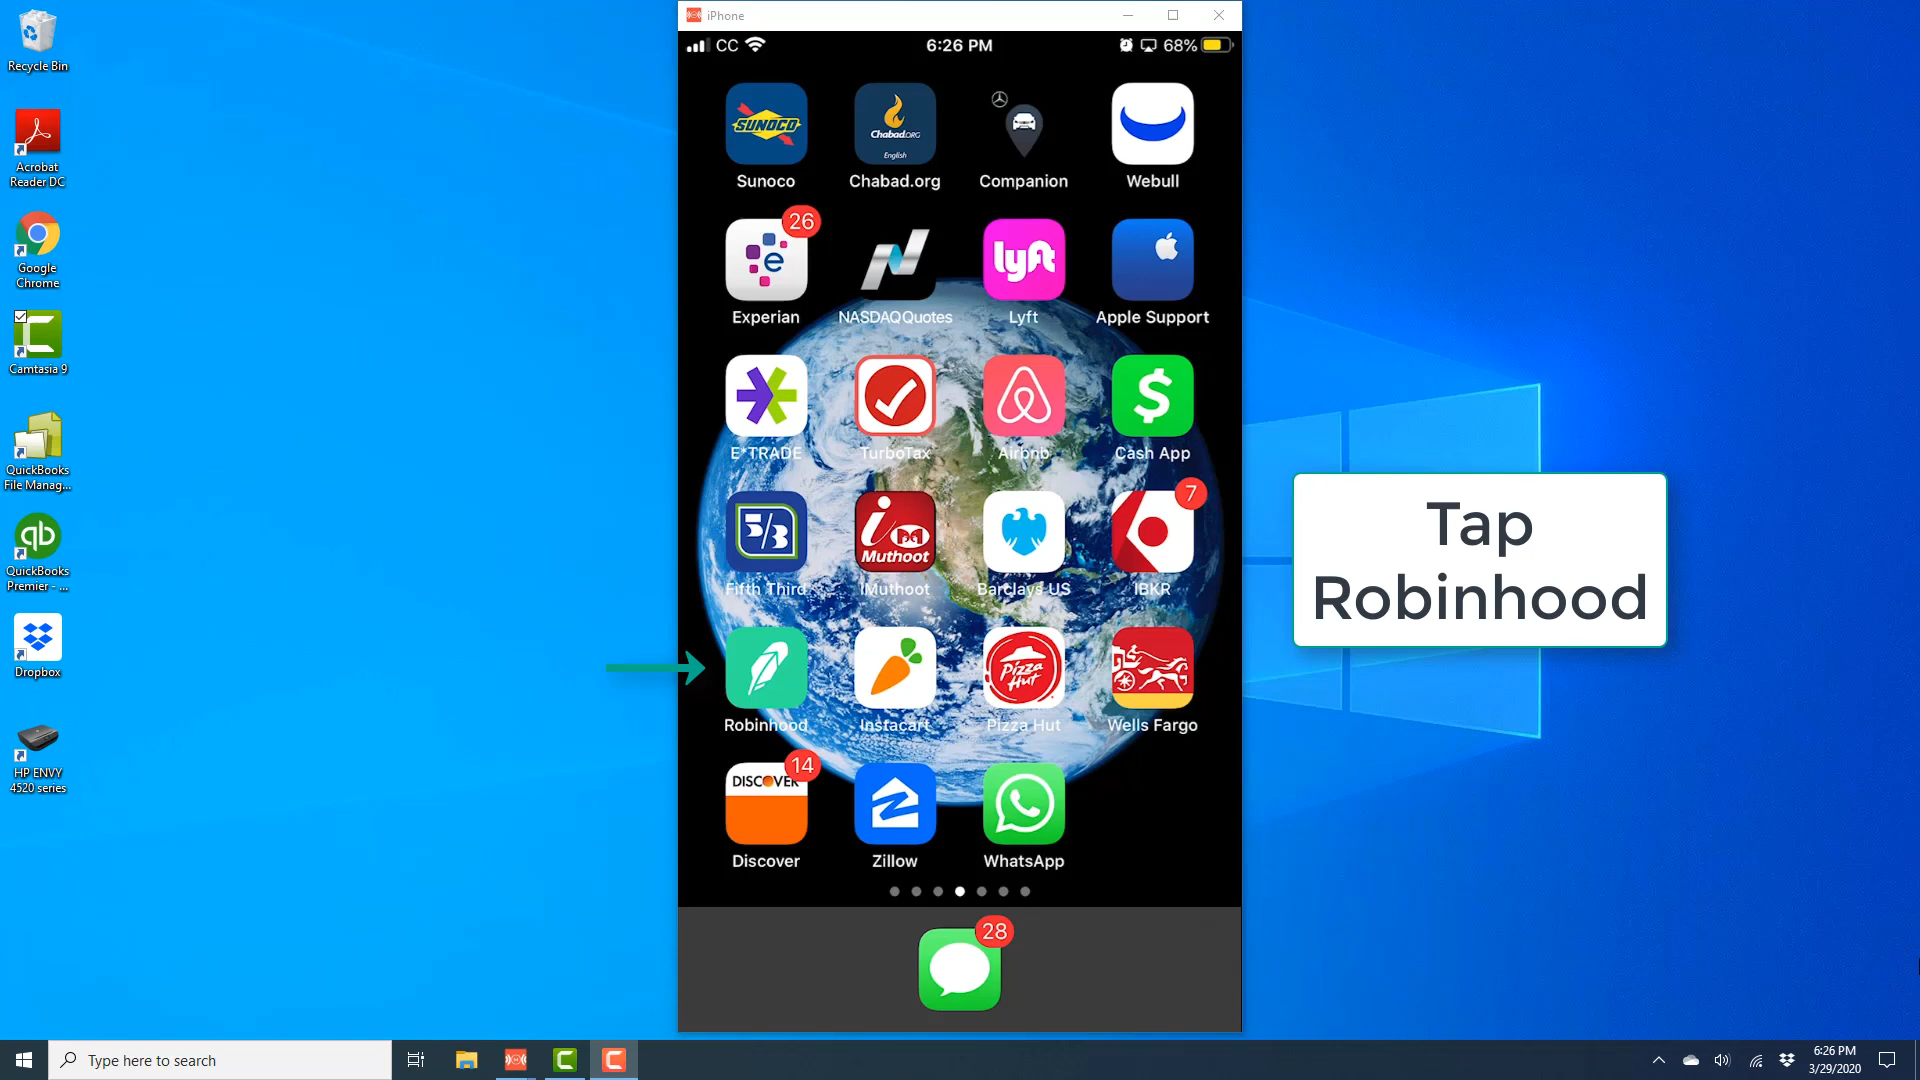 iPhone
CC 6:26 PM 68%
Recycle Bin
Acrobat
Reader DC
Google
Chrome
Camtasia 9
QuickBooks
File Manag...
QuickBooks
Premier - ...
Dropbox
HP ENVY
4520 series
SUNOCO
Chabad.ORG
English
Sunoco
Chabad.org
Companion
Webull
26
e
lyft
Experian
NASDAQQuotes
Lyft
Apple Support
$
E*TRADE
TurboTax
Airbnb
Cash App
5/3
i
Muthoot
7
Fifth Third
iMuthoot
Barclays US
IBKR
Pizza
Hut
Robinhood
Instacart
Pizza Hut
Wells Fargo
DISCOVER
14
Discover
Zillow
WhatsApp
28
Tap
Robinhood
qb
Type here to search
6:26 PM
3/29/2020